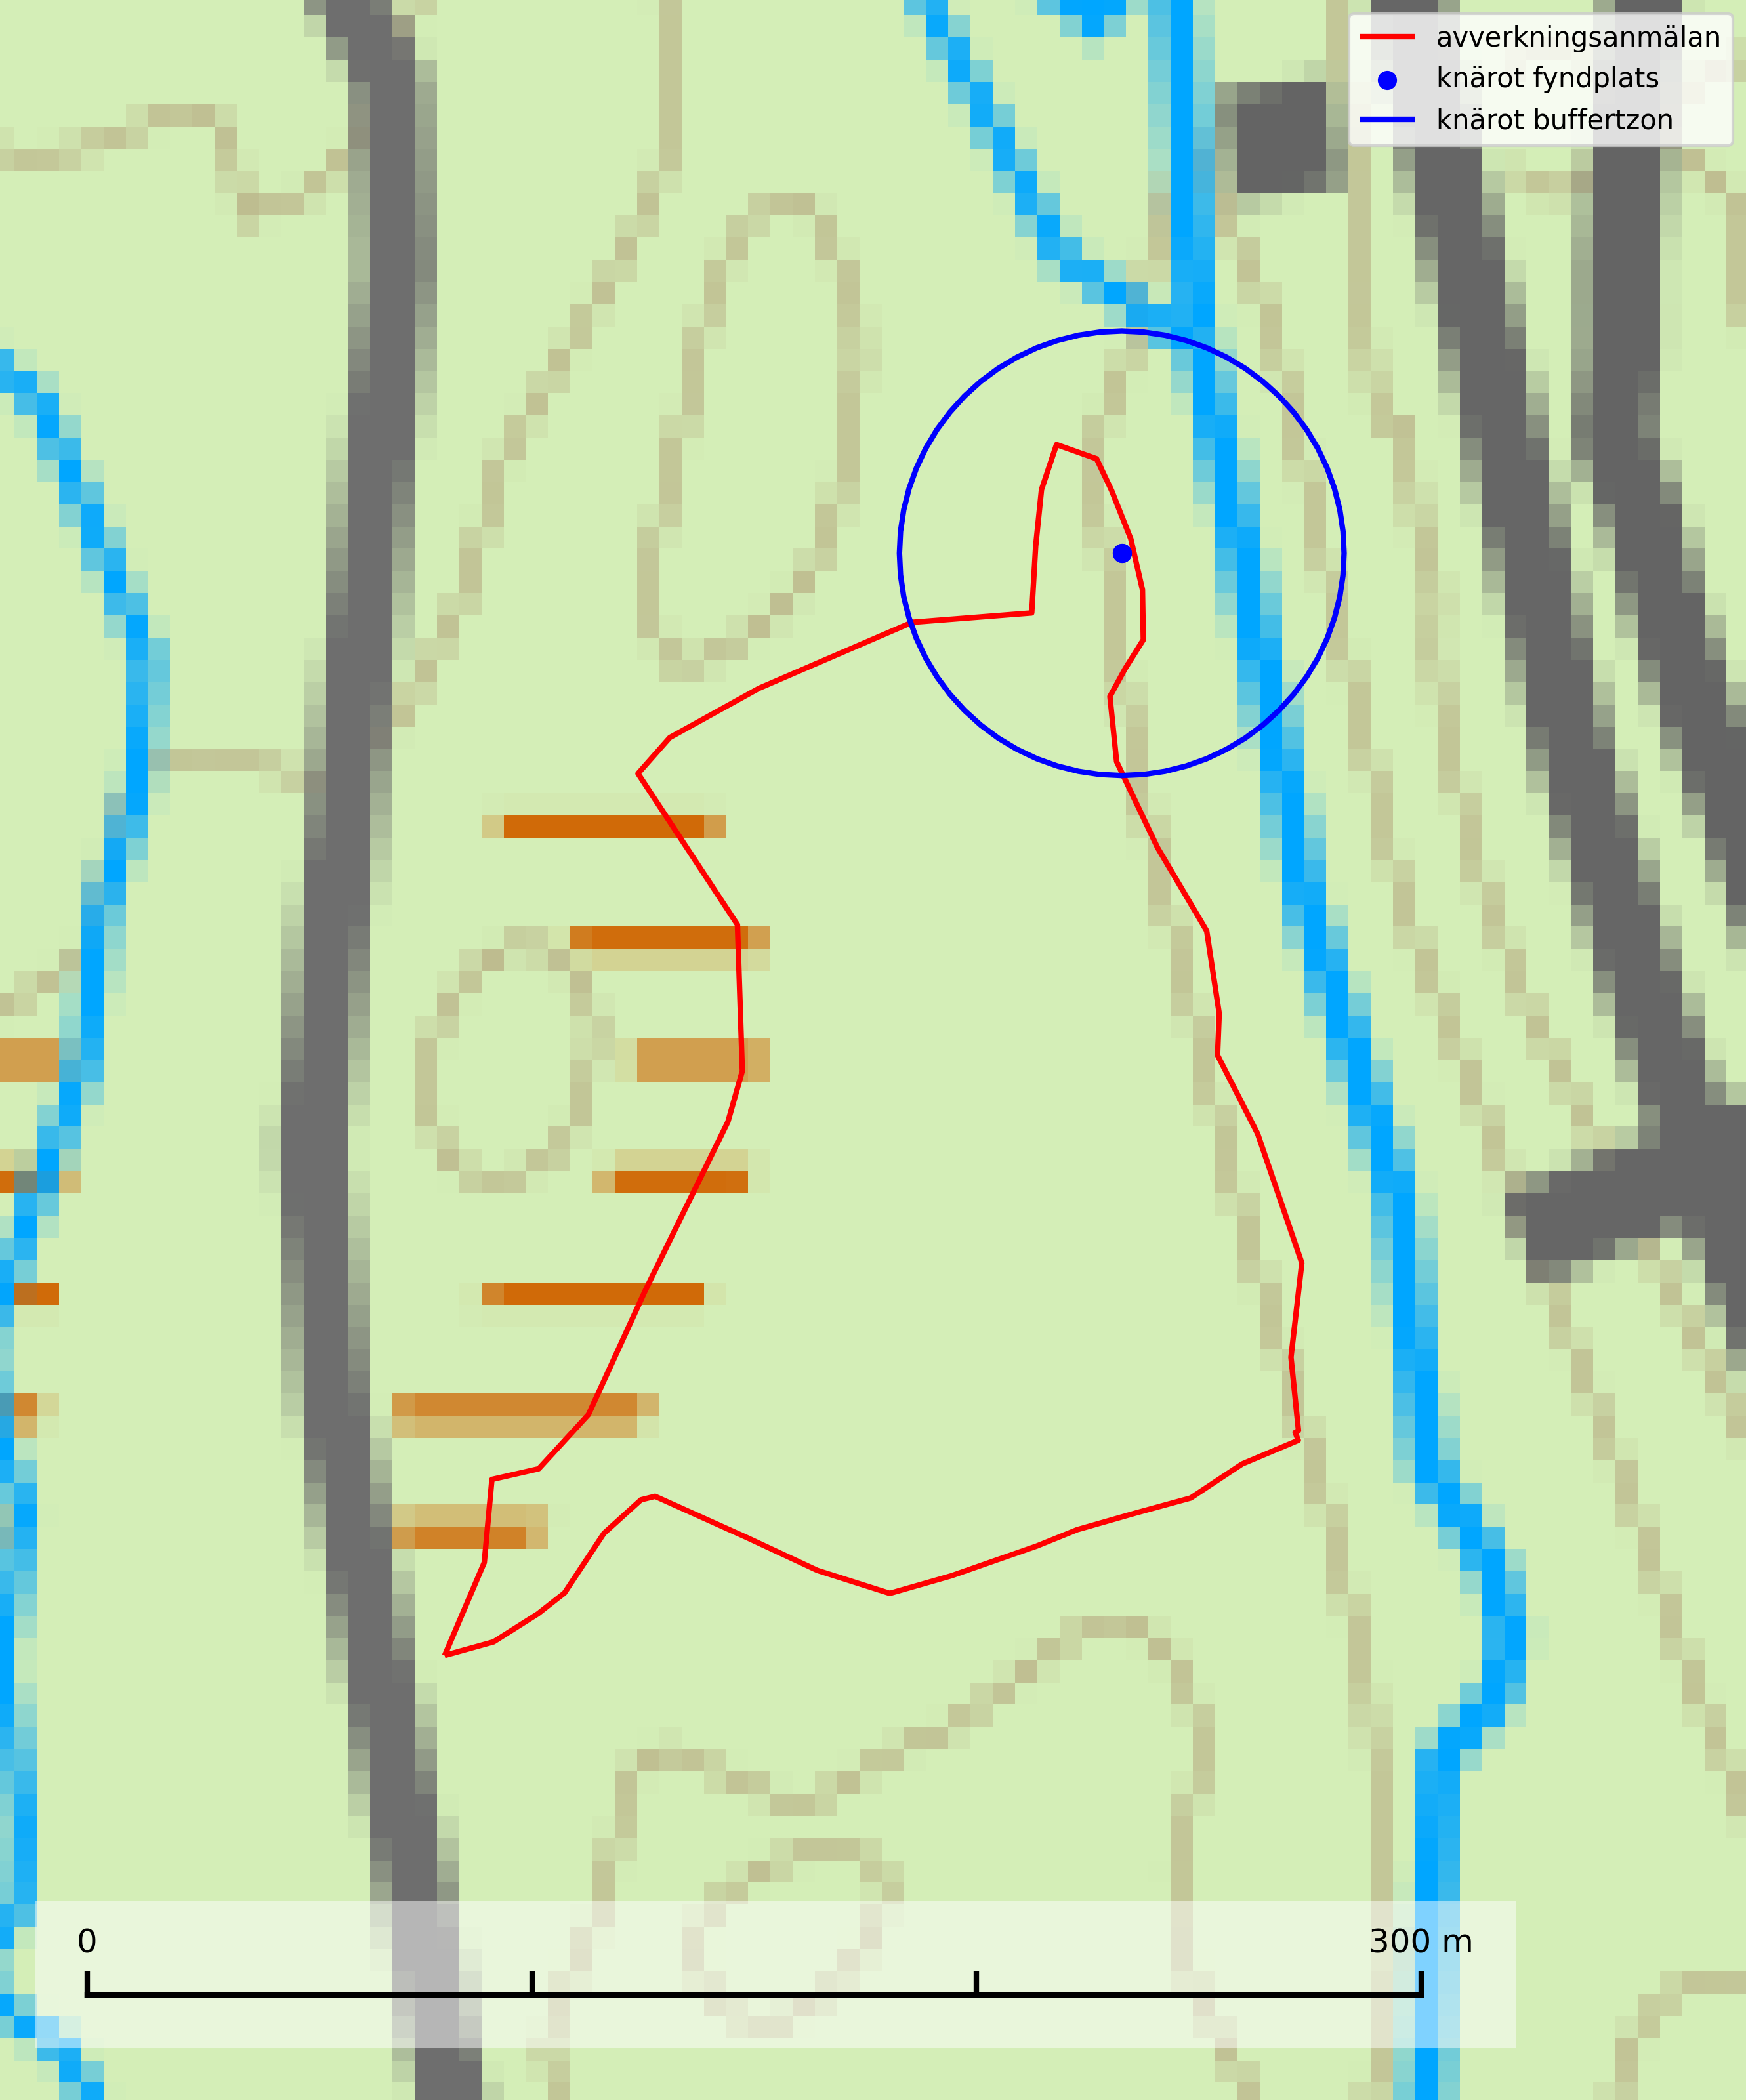 avverkningsanmälan
knärot fyndplats
knärot buffertzon
0
300 m